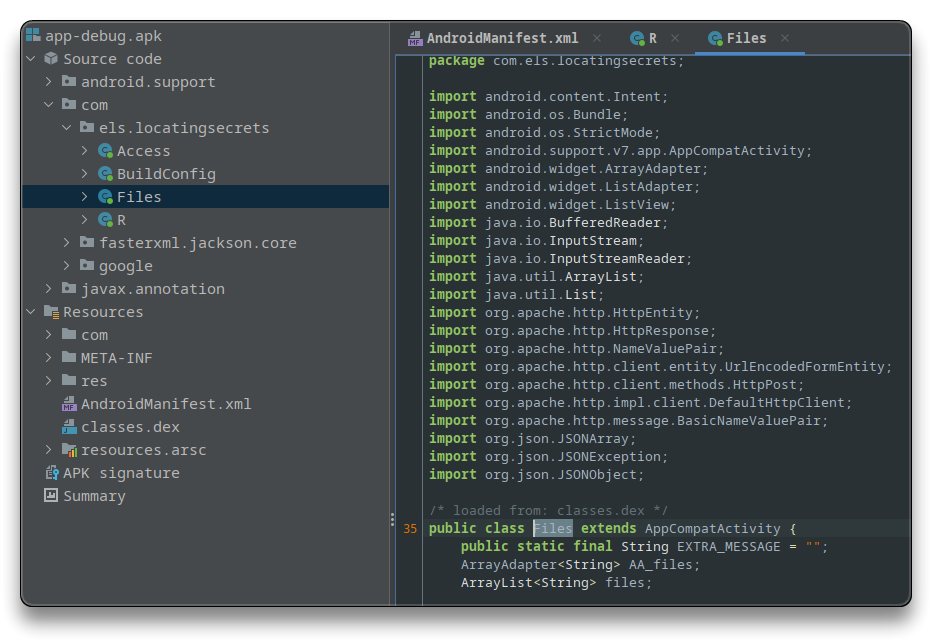 app-debug.apk
Source code
android.support
com
els.locatingsecrets
Access
BuildConfig
Files
R
fasterxml.jackson.core
google
javax.annotation
Resources
com
META-INF
res
AndroidManifest.xml
classes.dex
resources.arsc
APK signature
Summary
AndroidManifest.xml R Files
package com.els.locatingsecrets;
import android.content.Intent;
import android.os.Bundle;
import android.os.StrictMode;
import android.support.v7.app.AppCompatActivity;
import android.widget.ArrayAdapter;
import android.widget.ListAdapter;
import android.widget.ListView;
import java.io.BufferedReader;
import java.io.InputStream;
import java.io.InputStreamReader;
import java.util.ArrayList;
import java.util.List;
import org.apache.http.HttpEntity;
import org.apache.http.HttpResponse;
import org.apache.http.NameValuePair;
import org.apache.http.client.entity.UrlEncodedFormEntity;
import org.apache.http.client.methods.HttpPost;
import org.apache.http.impl.client.DefaultHttpClient;
import org.apache.http.message.BasicNameValuePair;
import org.json.JSONArray;
import org.json.JSONException;
import org.json.JSONObject;
/* loaded from: classes.dex */
35 public class Files extends AppCompatActivity {
public static final String EXTRA_MESSAGE = "";
ArrayAdapter<String> AA_files;
ArrayList<String> files;